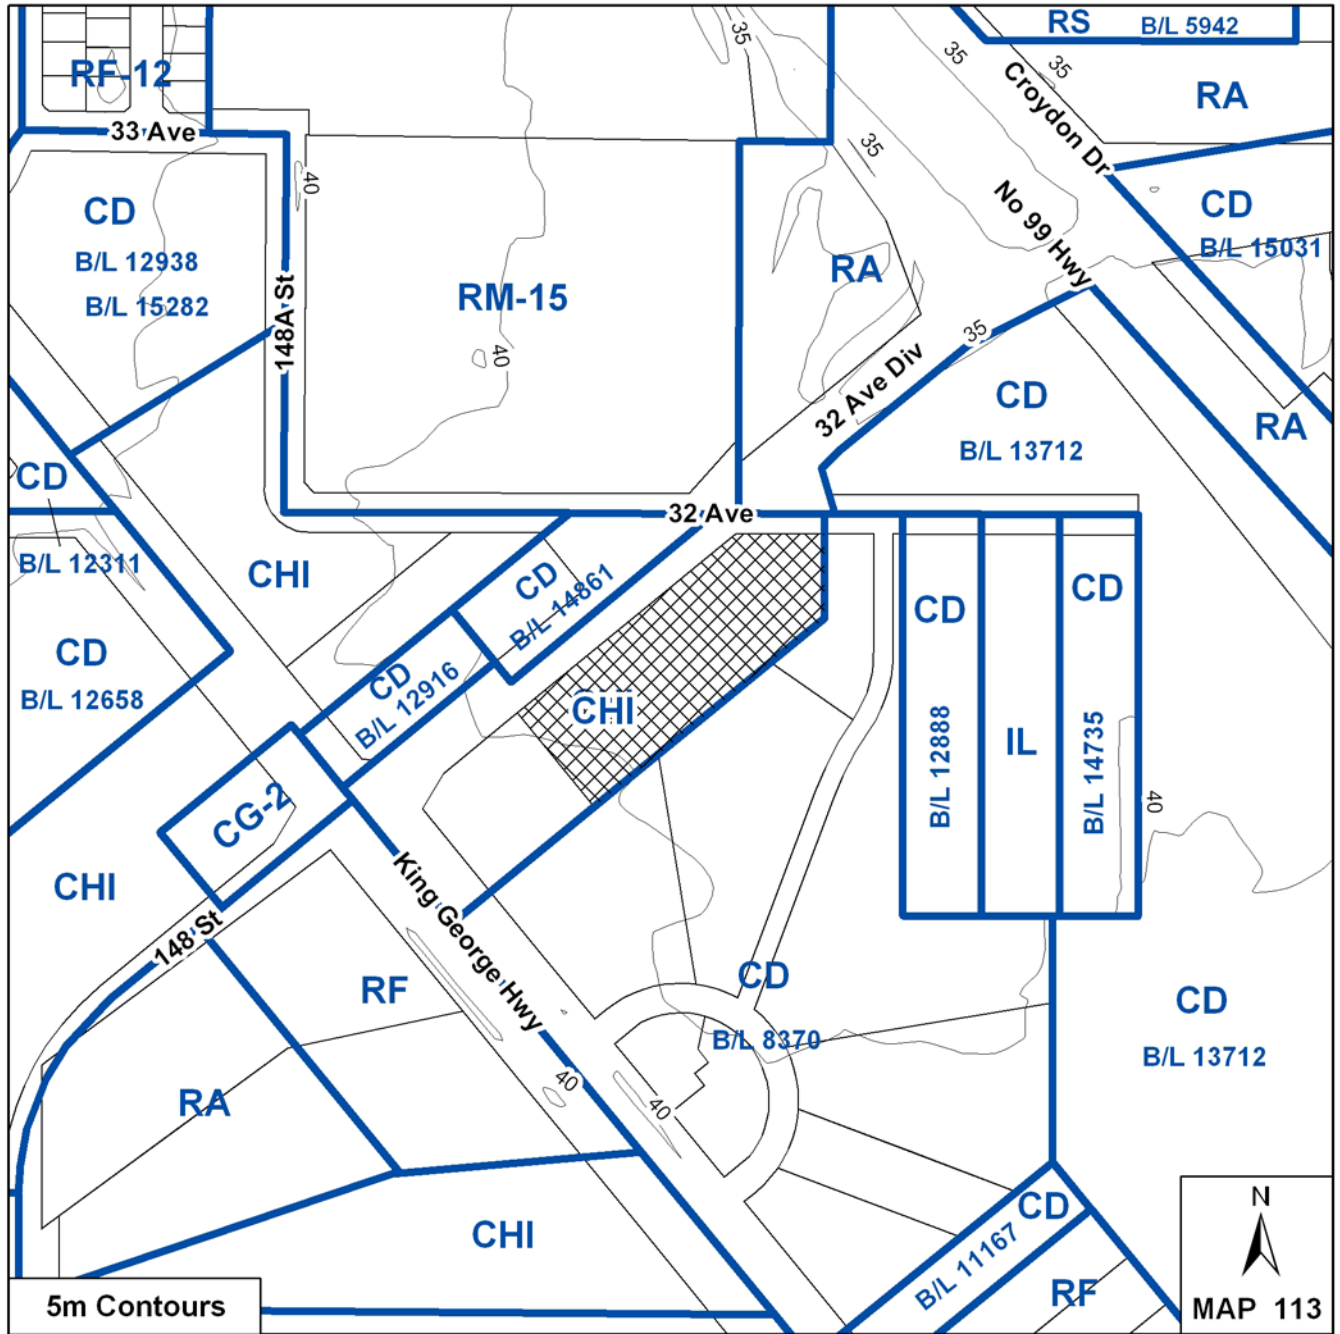 RS B/L 5942
35
35
35
Croydon Dr
RA
RF-12
33 Ave
35
40
CD
B/L 12938
B/L 15282
148A St
RM-15
40
RA
No 99 Hwy
CD
B/L 15031
35
32 Ave Div
CD
B/L 13712
RA
CD
B/L 12311
32 Ave
CHI
CD
B/L 14861
CD
B/L 12888
CD
B/L 14735
IL
CD
B/L 12658
CD
B/L 12916
CHI
40
CG-2
CHI
148 St
King George Hwy
RF
CD
B/L 8370
CD
B/L 13712
40
40
RA
CHI
CD
B/L 11167
RF
N
MAP 113
5m Contours